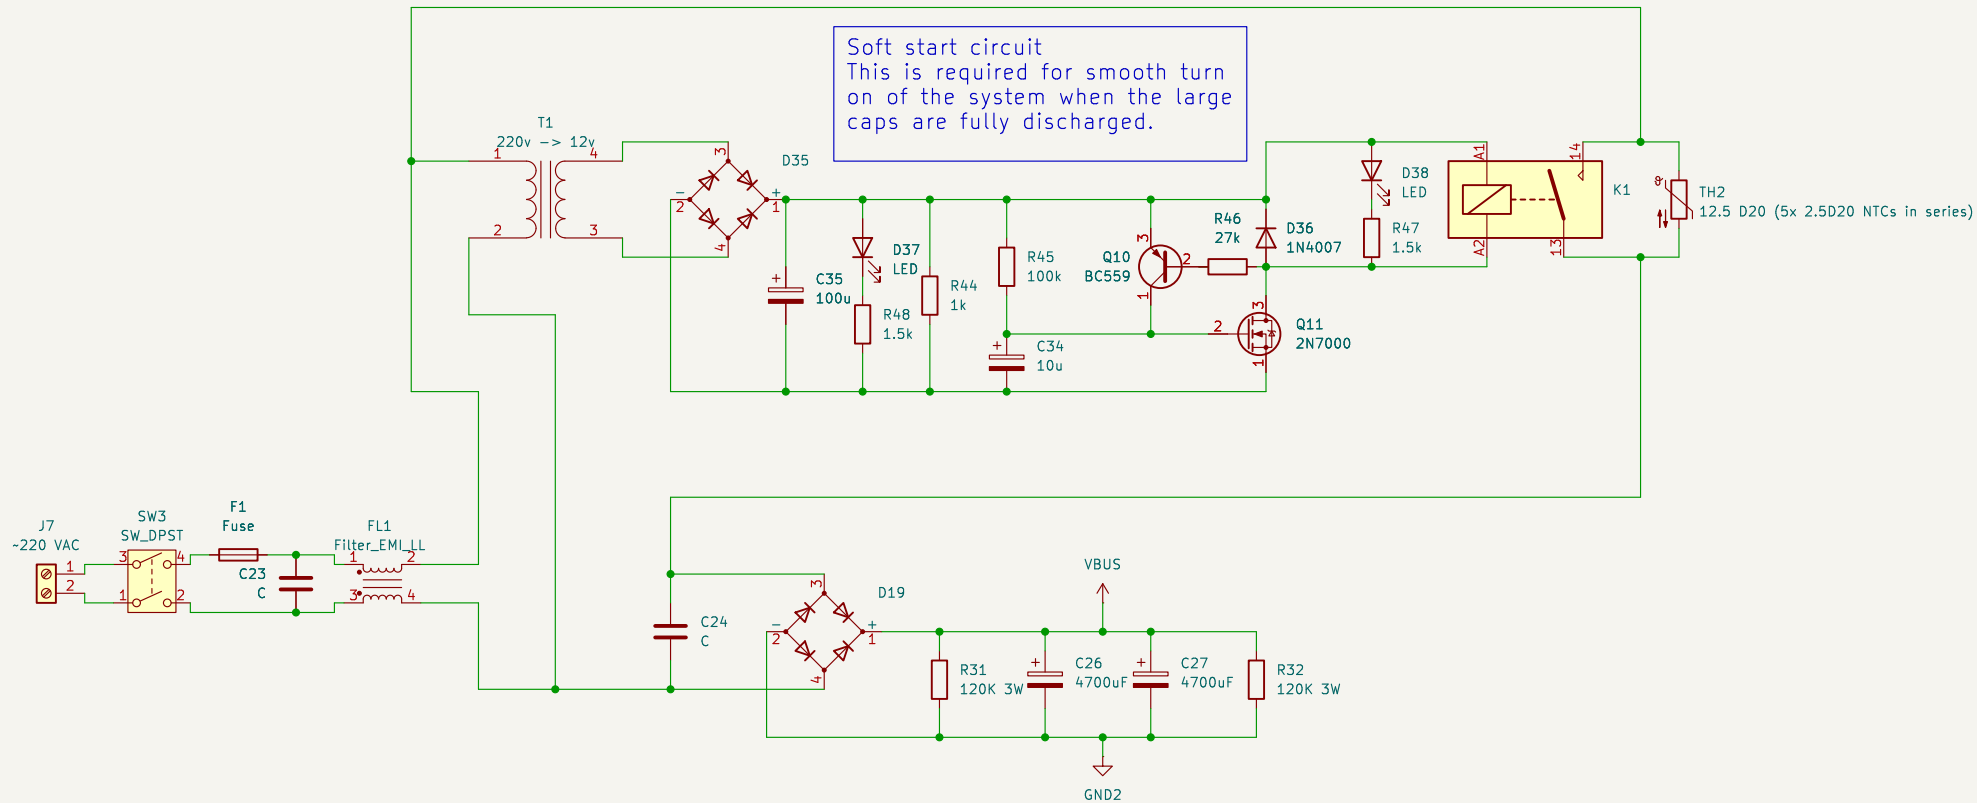 Soft start circuit
This is required for smooth turn
on of the system when the large
caps are fully discharged.
T1
220v -> 12v
1
4
2
3
D35
3
−
2
+
1
4
+
C35
100u
D37
LED
R48
1.5k
R44
1k
R45
100k
+
C34
10u
Q10
BC559
3
2
1
R46
27k
D36
1N4007
2
3
1
Q11
2N7000
D38
LED
R47
1.5k
A1
A2
14
13
K1
θ
TH2
12.5 D20 (5x 2.5D20 NTCs in series)
J7
~220 VAC
1
2
SW3
SW_DPST
3
4
1
2
F1
Fuse
C23
C
FL1
Filter_EMI_LL
1
2
3
4
C24
C
D19
3
−
2
+
1
4
VBUS
R31
120K 3W
+
C26
4700uF
+
C27
4700uF
R32
120K 3W
GND2